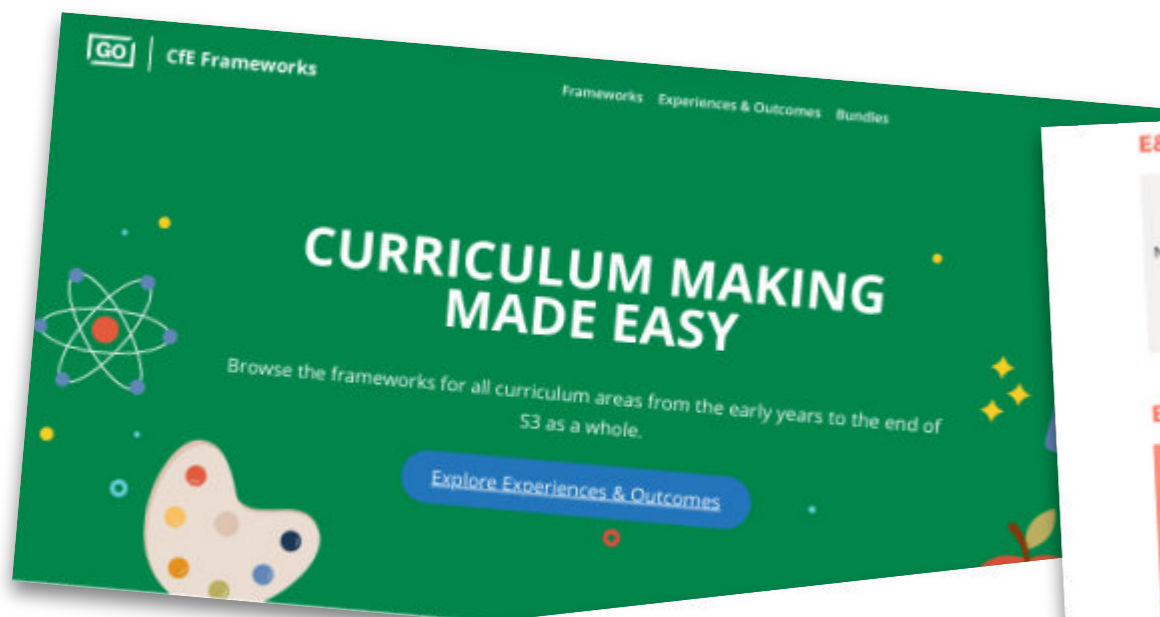 GO
CfE Frameworks
Frameworks Experiences & Outcomes Bundles
CURRICULUM MAKING
MADE EASY
Browse the frameworks for all curriculum areas from the early years to the end of
S3 as a whole.
Explore Experiences & Outcomes